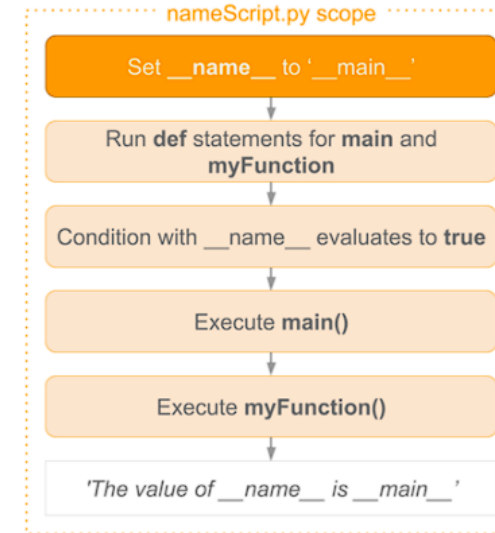 nameScript.py scope
Set __name__ to ‘__main__’
Run def statements for main and
myFunction
Condition with __name__ evaluates to true
Execute main()
Execute myFunction()
'The value of __name__ is __main__’